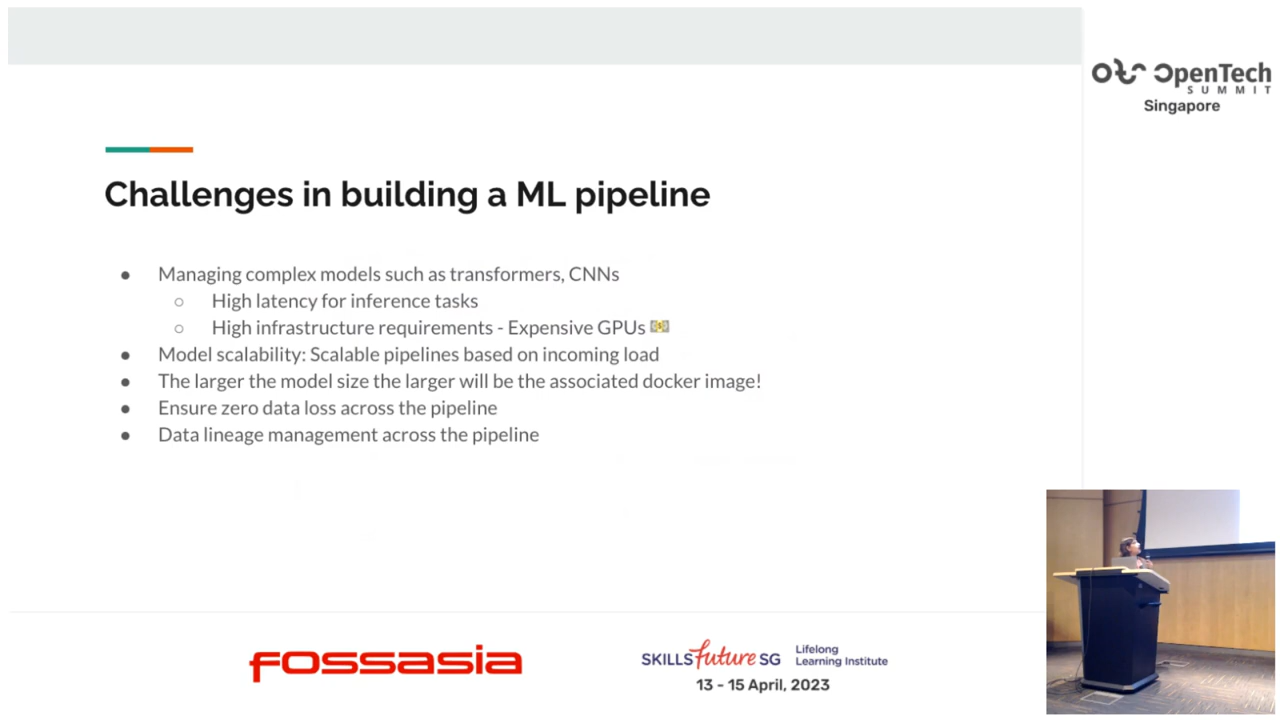 OpenTech
SUMMIT
Singapore
Challenges in building a ML pipeline
● Managing complex models such as transformers, CNNs
○ High latency for inference tasks
○ High infrastructure requirements - Expensive GPUs 💵
● Model scalability: Scalable pipelines based on incoming load
● The larger the model size the larger will be the associated docker image!
● Ensure zero data loss across the pipeline
● Data lineage management across the pipeline
fossasia
SKILLSfuture SG
Lifelong
Learning Institute
13 - 15 April, 2023